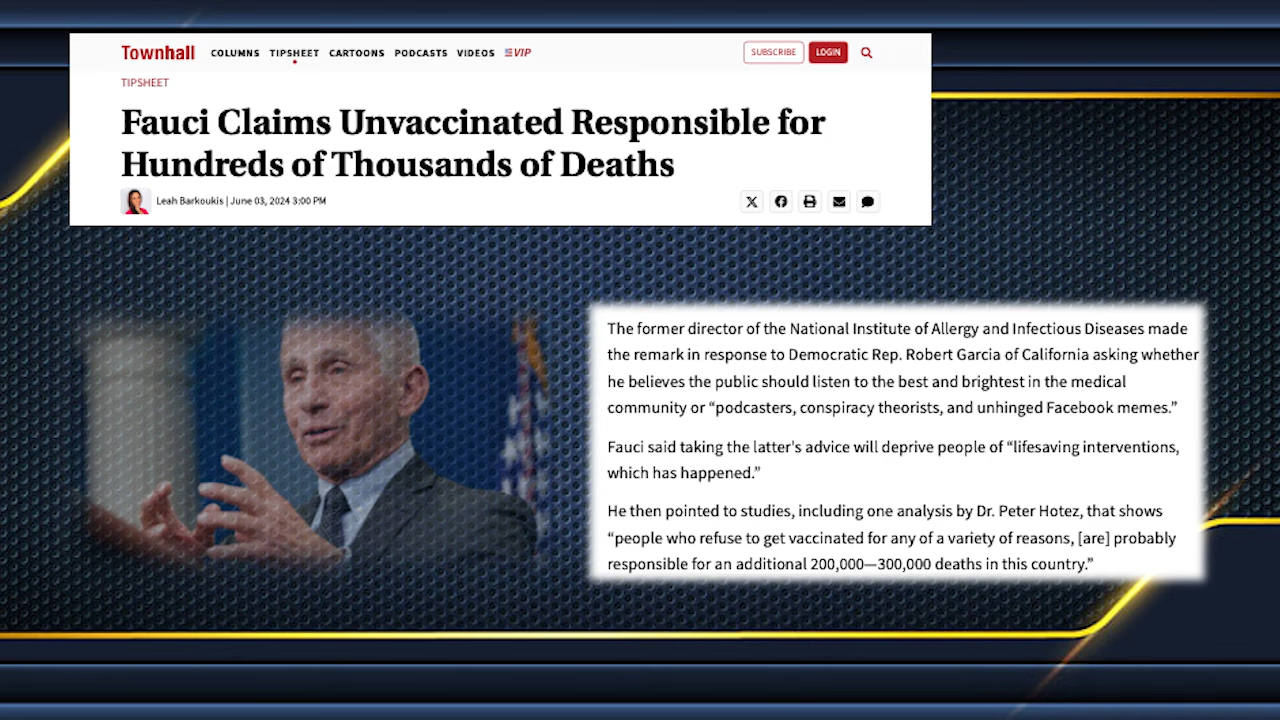 Townhall COLUMNS TIPSHEET CARTOONS PODCASTS VIDEOS VIP SUBSCRIBE LOGIN
TIPSHEET
Fauci Claims Unvaccinated Responsible for
Hundreds of Thousands of Deaths
Leah Barkoukis | June 03, 2024 3:00 PM
The former director of the National Institute of Allergy and Infectious Diseases made
the remark in response to Democratic Rep. Robert Garcia of California asking whether
he believes the public should listen to the best and brightest in the medical
community or “podcasters, conspiracy theorists, and unhinged Facebook memes.”
Fauci said taking the latter's advice will deprive people of “lifesaving interventions,
which has happened.”
He then pointed to studies, including one analysis by Dr. Peter Hotez, that shows
“people who refuse to get vaccinated for any of a variety of reasons, [are] probably
responsible for an additional 200,000—300,000 deaths in this country.”